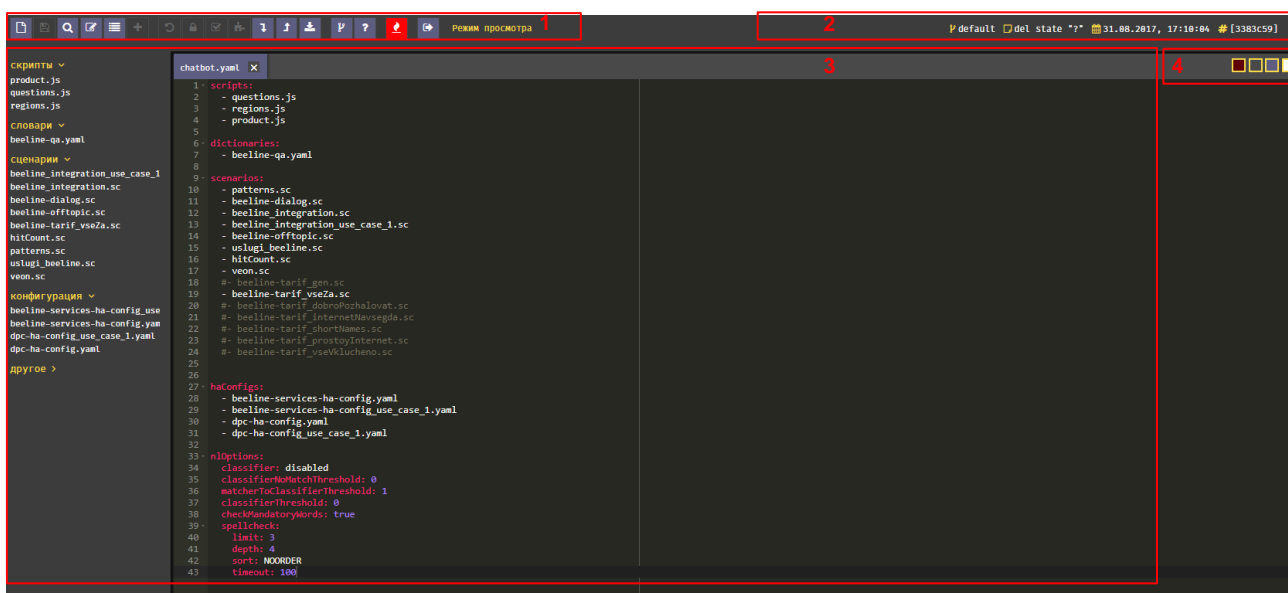 1
Режим просмотра
2
default del state "?" 31.08.2017, 17:10:04 # [3383c59]
скрипты
product.js
questions.js
regions.js
словари
beeline-qa.yaml
сценарии
beeline_integration_use_case_1
beeline_integration.sc
beeline-dialog.sc
beeline-offtopic.sc
beeline-tarif_vseZa.sc
hitCount.sc
patterns.sc
uslugi_beeline.sc
veon.sc
конфигурация
beeline-services-ha-config_use
beeline-services-ha-config.yam
dpc-ha-config_use_case_1.yaml
dpc-ha-config.yaml
другое
chatbot.yaml X
3
4
1 scripts:
2 - questions.js
3 - regions.js
4 - product.js
5
6 dictionaries:
7 - beeline-qa.yaml
8
9 scenarios:
10 - patterns.sc
11 - beeline-dialog.sc
12 - beeline_integration.sc
13 - beeline_integration_use_case_1.sc
14 - beeline-offtopic.sc
15 - uslugi_beeline.sc
16 - hitCount.sc
17 - veon.sc
18 #- beeline-tarif_gen.sc
19 - beeline-tarif_vseZa.sc
20 #- beeline-tarif_dobroPozhalovat.sc
21 #- beeline-tarif_internetNavsegda.sc
22 #- beeline-tarif_shortNames.sc
23 #- beeline-tarif_prostoyInternet.sc
24 #- beeline-tarif_vseVklucheno.sc
25
26
27 haConfigs:
28 - beeline-services-ha-config.yaml
29 - beeline-services-ha-config_use_case_1.yaml
30 - dpc-ha-config.yaml
31 - dpc-ha-config_use_case_1.yaml
32
33 nlOptions:
34 classifier: disabled
35 classifierNoMatchThreshold: 0
36 matcherToClassifierThreshold: 1
37 classifierThreshold: 0
38 checkMandatoryWords: true
39 spellcheck:
40 limit: 3
41 depth: 4
42 sort: NOORDER
43 timeout: 100